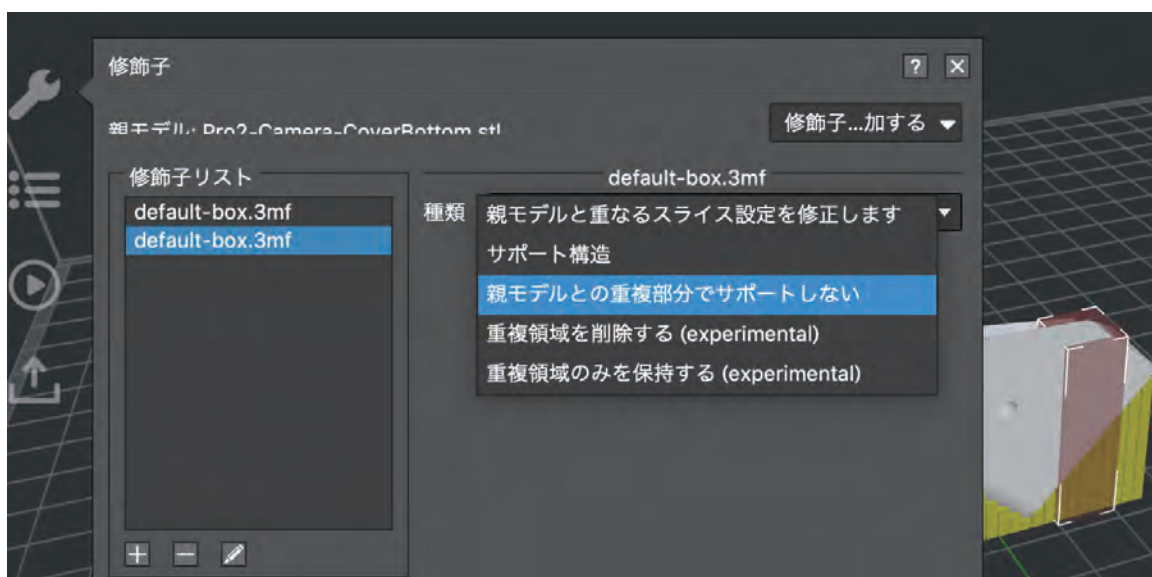 修飾子
?
×
親モデル: Pro2-Camera-CoverBottom.stl
修飾子...加する
修飾子リスト
default-box.3mf
default-box.3mf
default-box.3mf
種類
親モデルと重なるスライス設定を修正します
サポート構造
親モデルとの重複部分でサポートしない
重複領域を削除する (experimental)
重複領域のみを保持する (experimental)